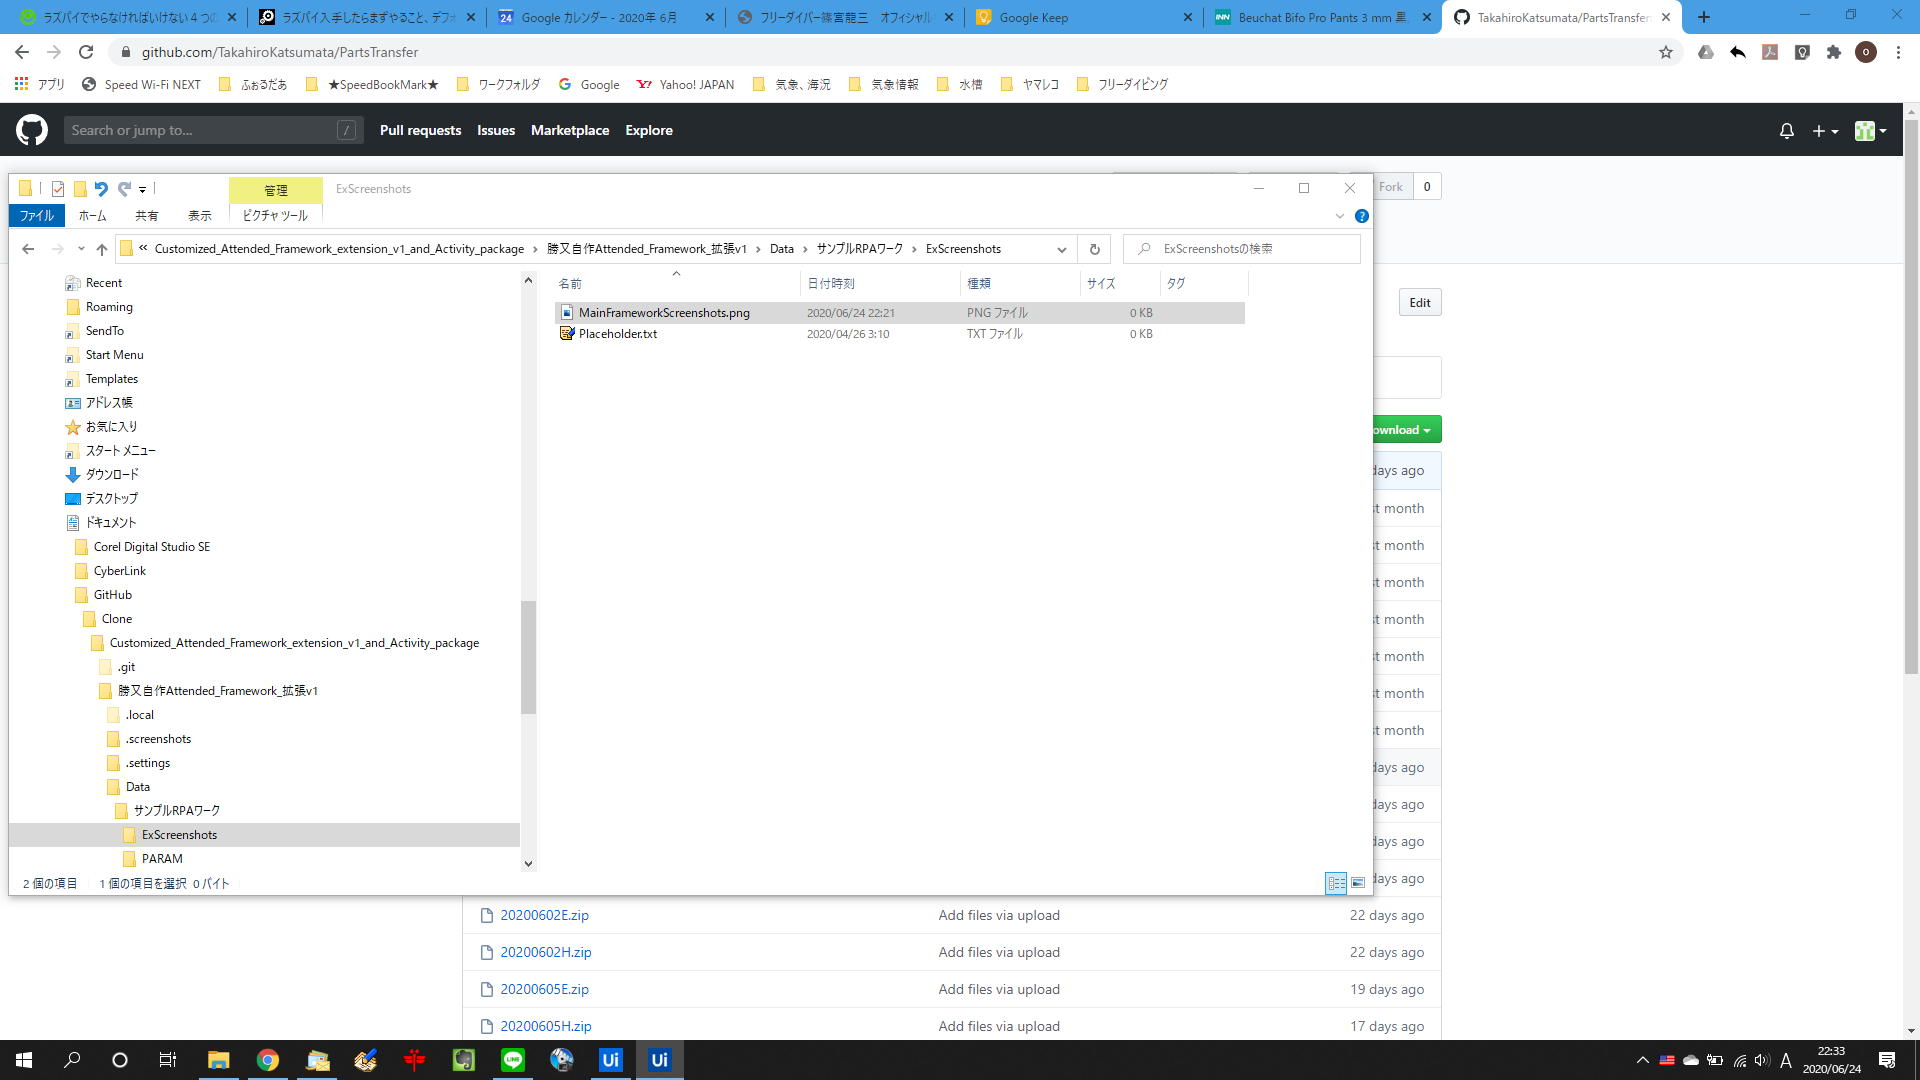 ラズパイでやらなければいけない４つの
ラズパイ入手したらまずやること、デフォ
Google カレンダー - 2020年 6月
フリーダイバー篠宮龍三　オフィシャル
Google Keep
Beuchat Bifo Pro Pants 3 mm 黒
TakahiroKatsumata/PartsTransfer
github.com/TakahiroKatsumata/PartsTransfer
アプリ
Speed Wi-Fi NEXT
ふぉるだあ
★SpeedBookMark★
ワークフォルダ
Google
Yahoo! JAPAN
気象、海況
気象情報
水槽
ヤマレコ
フリーダイビング
Search or jump to...
/
Pull requests
Issues
Marketplace
Explore
管理
ExScreenshots
Fork
0
ファイル
ホーム
共有
表示
ピクチャ ツール
« Customized_Attended_Framework_extension_v1_and_Activity_package › 勝又自作Attended_Framework_拡張v1 › Data › サンプルRPAワーク › ExScreenshots
ExScreenshotsの検索
名前
日付時刻
種類
サイズ
タグ
MainFrameworkScreenshots.png 2020/06/24 22:21 PNG ファイル 0 KB
Placeholder.txt 2020/04/26 3:10 TXT ファイル 0 KB
Edit
Recent
Roaming
SendTo
Start Menu
Templates
アドレス帳
お気に入り
スタート メニュー
ダウンロード
デスクトップ
ドキュメント
Corel Digital Studio SE
CyberLink
GitHub
Clone
Customized_Attended_Framework_extension_v1_and_Activity_package
.git
勝又自作Attended_Framework_拡張v1
.local
.screenshots
.settings
Data
サンプルRPAワーク
ExScreenshots
PARAM
2 個の項目
1 個の項目を選択 0 バイト
ownload
days ago
st month
st month
st month
st month
st month
st month
st month
days ago
days ago
days ago
days ago
20200602E.zip Add files via upload 22 days ago
20200602H.zip Add files via upload 22 days ago
20200605E.zip Add files via upload 19 days ago
20200605H.zip Add files via upload 17 days ago
LINE
Ui
Ui
A
22:33
2020/06/24